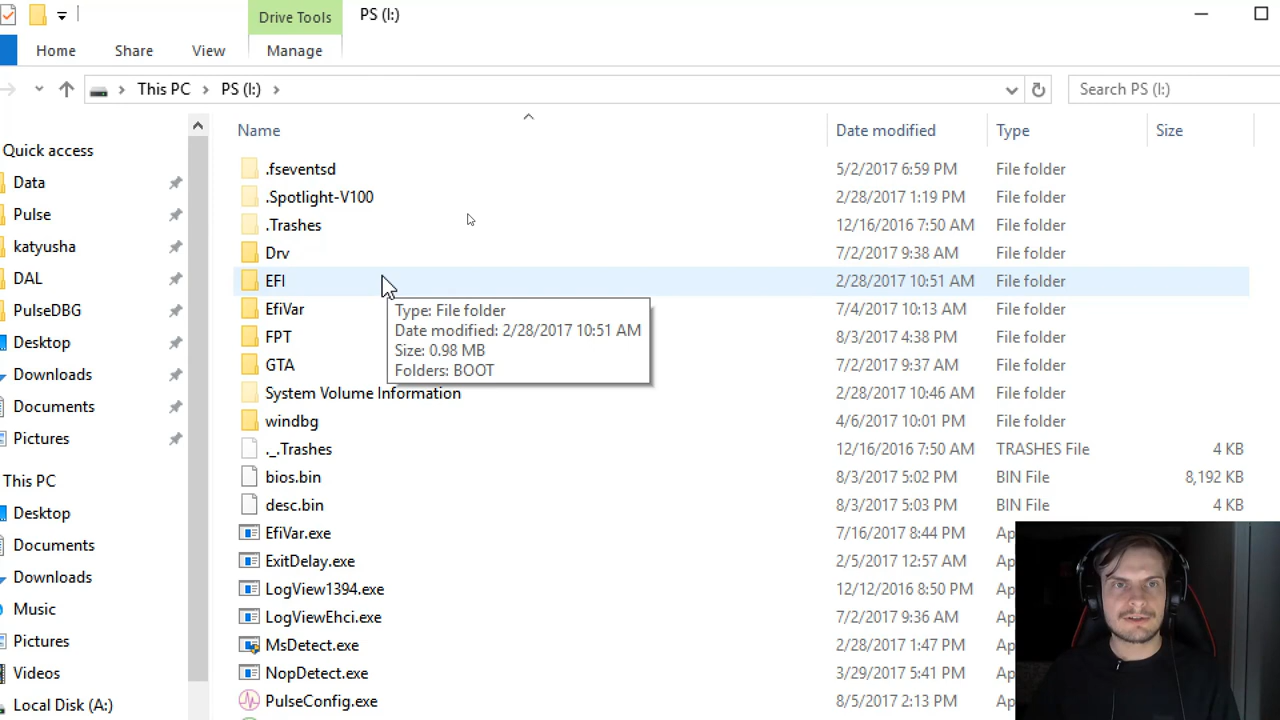 Drive Tools PS (I:)
Home Share View Manage
This PC PS (I:) Search PS (I:)
Name Date modified Type Size
Quick access
Data
Pulse
katyusha
DAL
PulseDBG
Desktop
Downloads
Documents
Pictures
This PC
Desktop
Documents
Downloads
Music
Pictures
Videos
Local Disk (A:)
.fseventsd 5/2/2017 6:59 PM File folder
.Spotlight-V100 2/28/2017 1:19 PM File folder
.Trashes 12/16/2016 7:50 AM File folder
Drv 7/2/2017 9:38 AM File folder
EFI 2/28/2017 10:51 AM File folder
EfiVar 7/4/2017 10:13 AM File folder
FPT 8/3/2017 4:38 PM File folder
GTA 7/2/2017 9:37 AM File folder
System Volume Information 2/28/2017 10:46 AM File folder
windbg 4/6/2017 10:01 PM File folder
._.Trashes 12/16/2016 7:50 AM TRASHES File 4 KB
bios.bin 8/3/2017 5:02 PM BIN File 8,192 KB
desc.bin 8/3/2017 5:03 PM BIN File 4 KB
EfiVar.exe 7/16/2017 8:44 PM Ap
ExitDelay.exe 2/5/2017 12:57 AM Ap
LogView1394.exe 12/12/2016 8:50 PM Ap
LogViewEhci.exe 7/2/2017 9:36 AM Ap
MsDetect.exe 2/28/2017 1:47 PM Ap
NopDetect.exe 3/29/2017 5:41 PM Ap
PulseConfig.exe 8/5/2017 2:13 PM Ap
Type: File folder
Date modified: 2/28/2017 10:51 AM
Size: 0.98 MB
Folders: BOOT